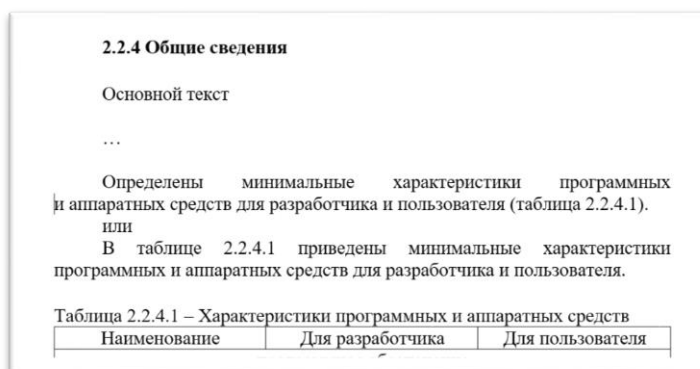 2.2.4 Общие сведения
Основной текст
…
Определены минимальные характеристики программных
и аппаратных средств для разработчика и пользователя (таблица 2.2.4.1).
или
В таблице 2.2.4.1 приведены минимальные характеристики
программных и аппаратных средств для разработчика и пользователя.
Таблица 2.2.4.1 – Характеристики программных и аппаратных средств
Наименование Для разработчика Для пользователя